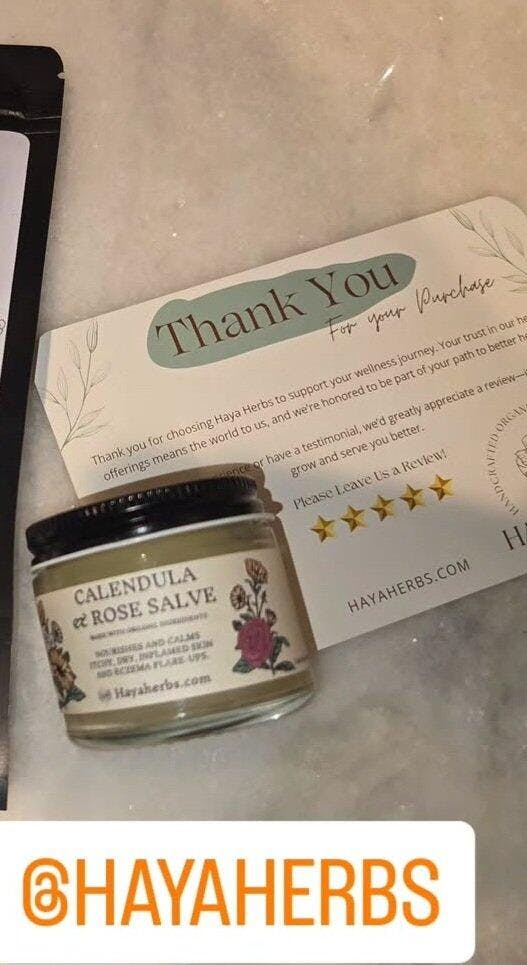 Thank You
For your Purchase
Thank you for choosing Haya Herbs to support your wellness journey. Your trust in our
offerings means the world to us, and we're honored to be part of your path to better
or have a testimonial, we'd greatly appreciate a review—
grow and serve you better.
Please Leave Us a Review!
HANDCRAFTED
HAYAHERBS.COM
CALENDULA
& ROSE SALVE
MADE WITH ORGANIC INGREDIENTS
NOURISHES AND CALMS
ITCHY, DRY, INFLAMED SKIN
AND ECZEMA FLARE-UPS.
Hayaherbs.com
@HAYAHERBS